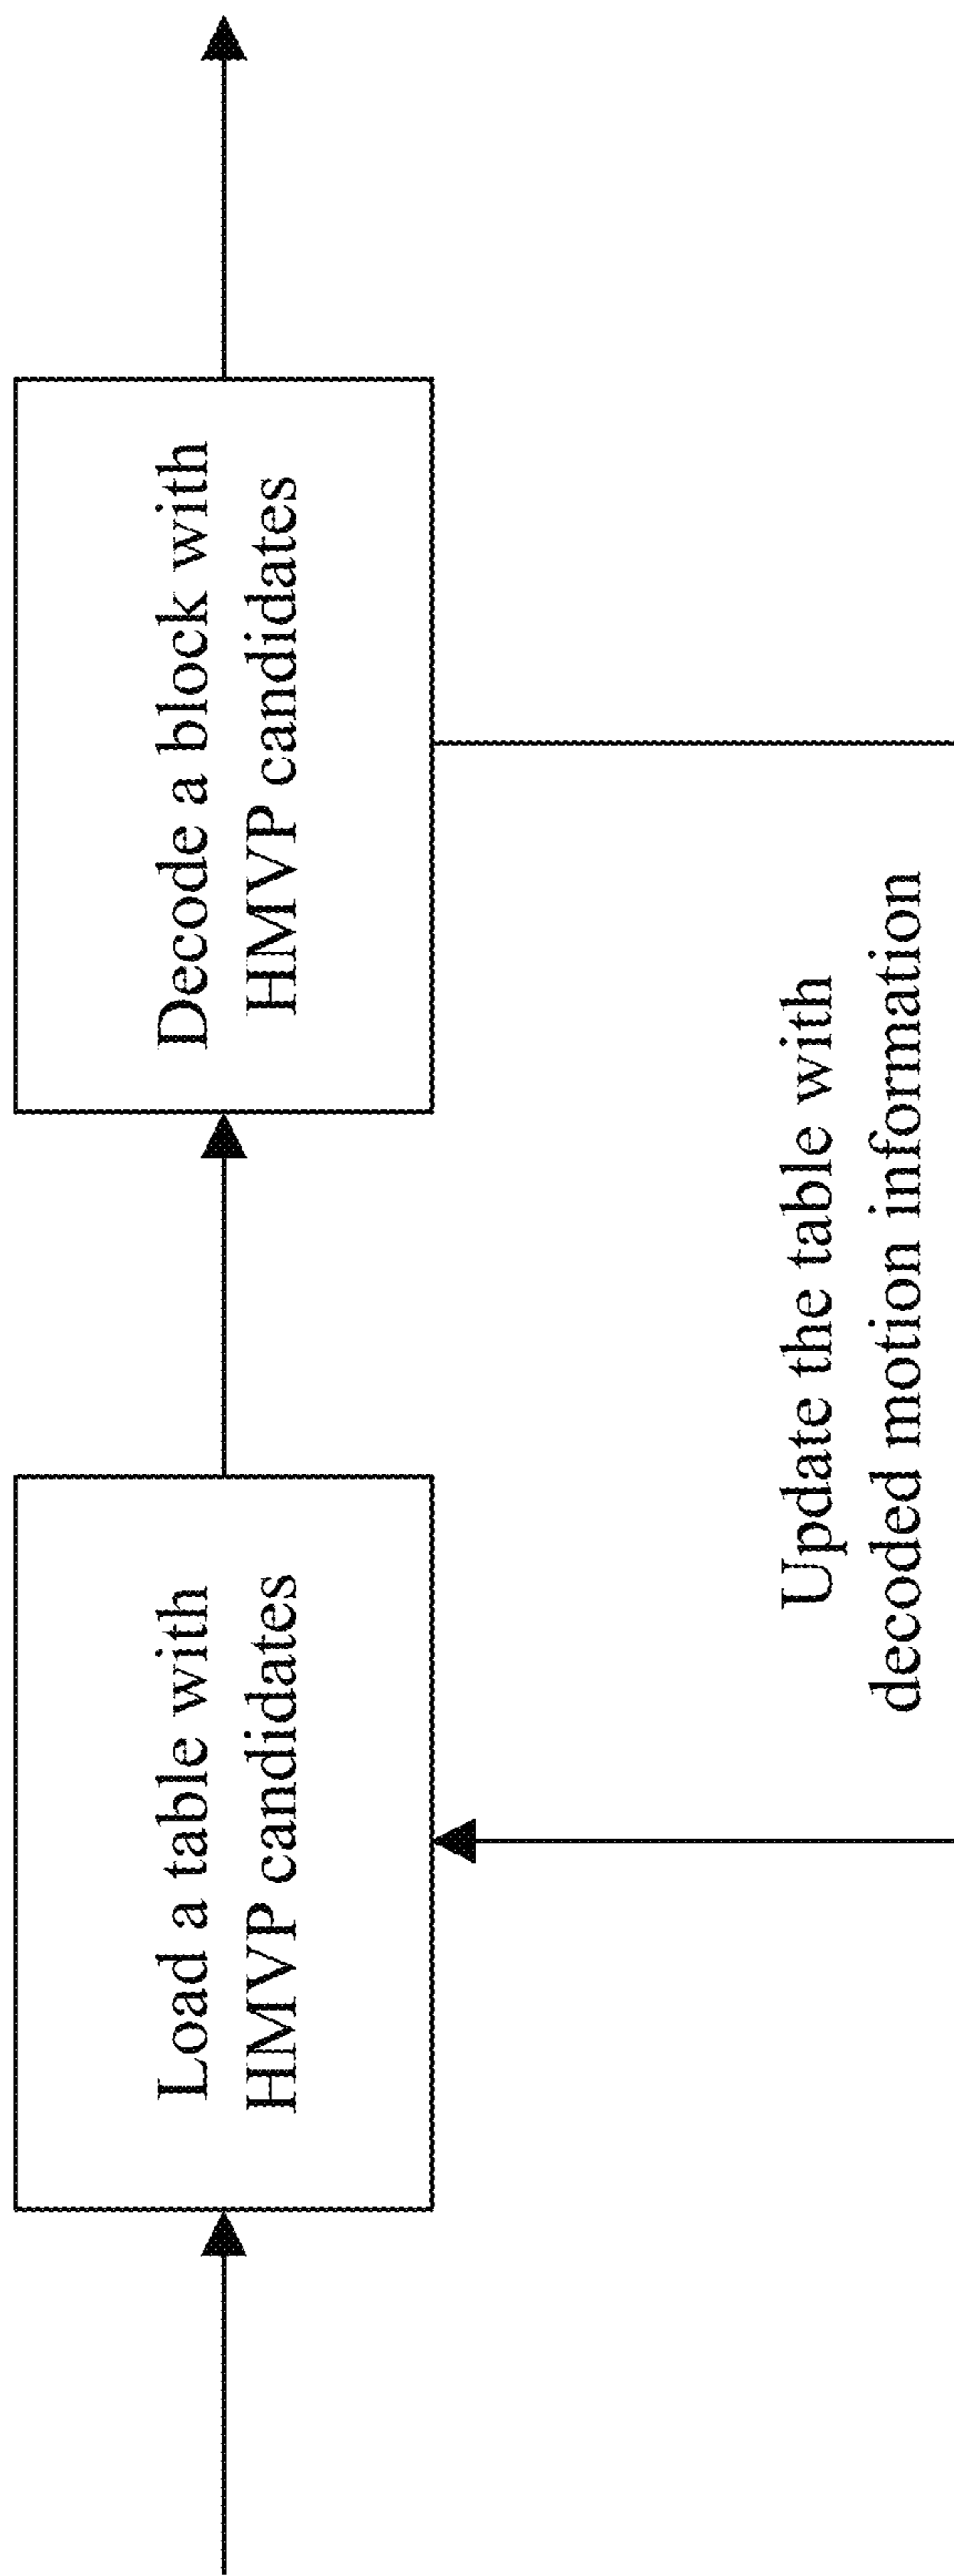 Load a table with
HMVP candidates
Decode a block with
HMVP candidates
Update the table with
decoded motion information